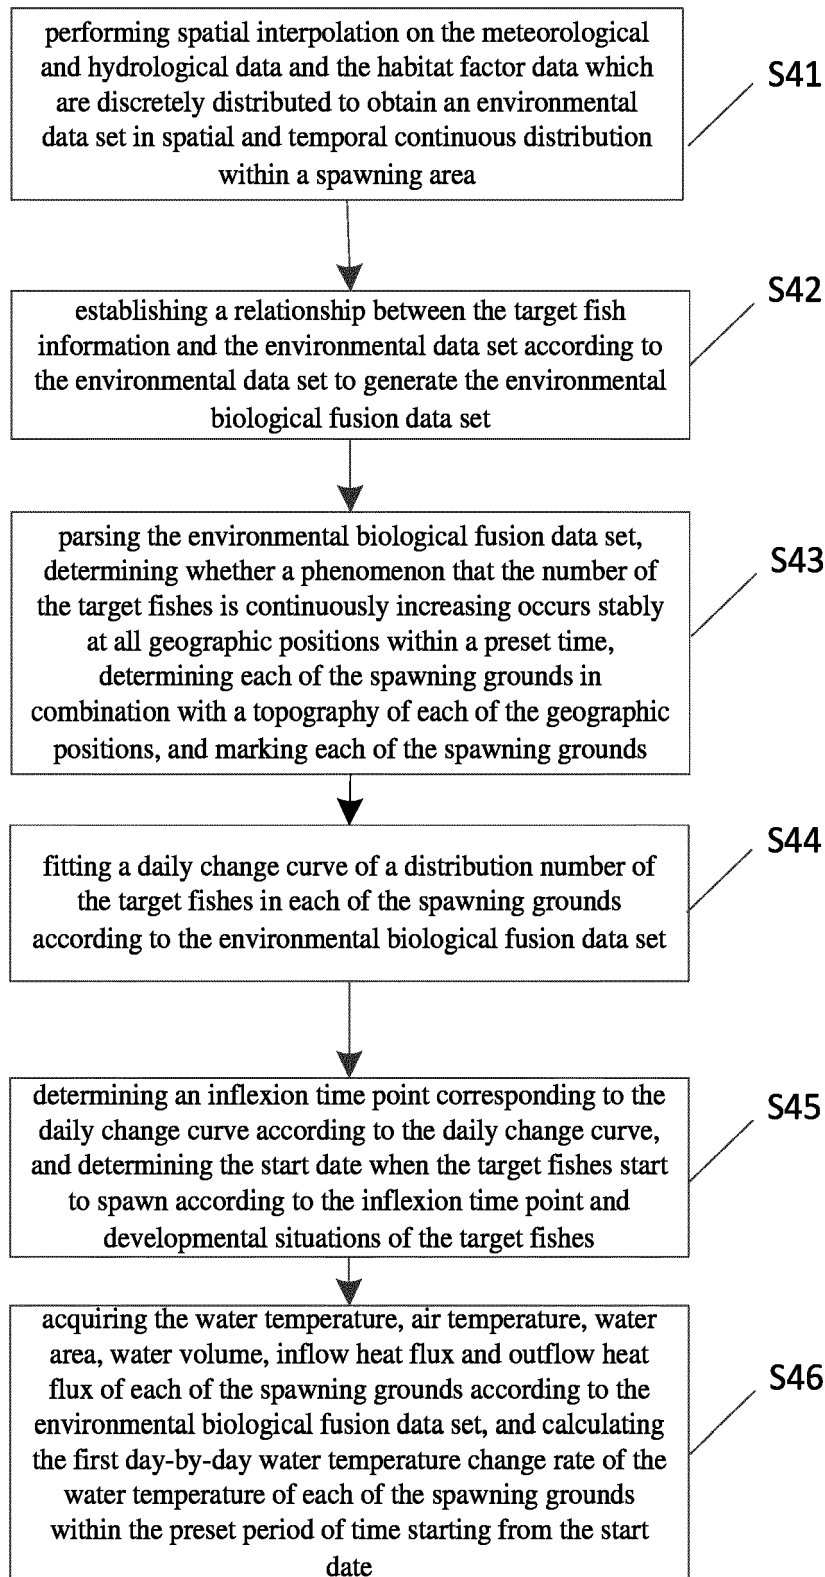 performing spatial interpolation on the meteorological
and hydrological data and the habitat factor data which
are discretely distributed to obtain an environmental
data set in spatial and temporal continuous distribution
within a spawning area
S41
establishing a relationship between the target fish
information and the environmental data set according to
the environmental data set to generate the environmental
biological fusion data set
S42
parsing the environmental biological fusion data set,
determining whether a phenomenon that the number of
the target fishes is continuously increasing occurs stably
at all geographic positions within a preset time,
determining each of the spawning grounds in
combination with a topography of each of the geographic
positions, and marking each of the spawning grounds
S43
fitting a daily change curve of a distribution number of
the target fishes in each of the spawning grounds
according to the environmental biological fusion data set
S44
determining an inflexion time point corresponding to the
daily change curve according to the daily change curve,
and determining the start date when the target fishes start
to spawn according to the inflexion time point and
developmental situations of the target fishes
S45
acquiring the water temperature, air temperature, water
area, water volume, inflow heat flux and outflow heat
flux of each of the spawning grounds according to the
environmental biological fusion data set, and calculating
the first day-by-day water temperature change rate of the
water temperature of each of the spawning grounds
within the preset period of time starting from the start
date
S46